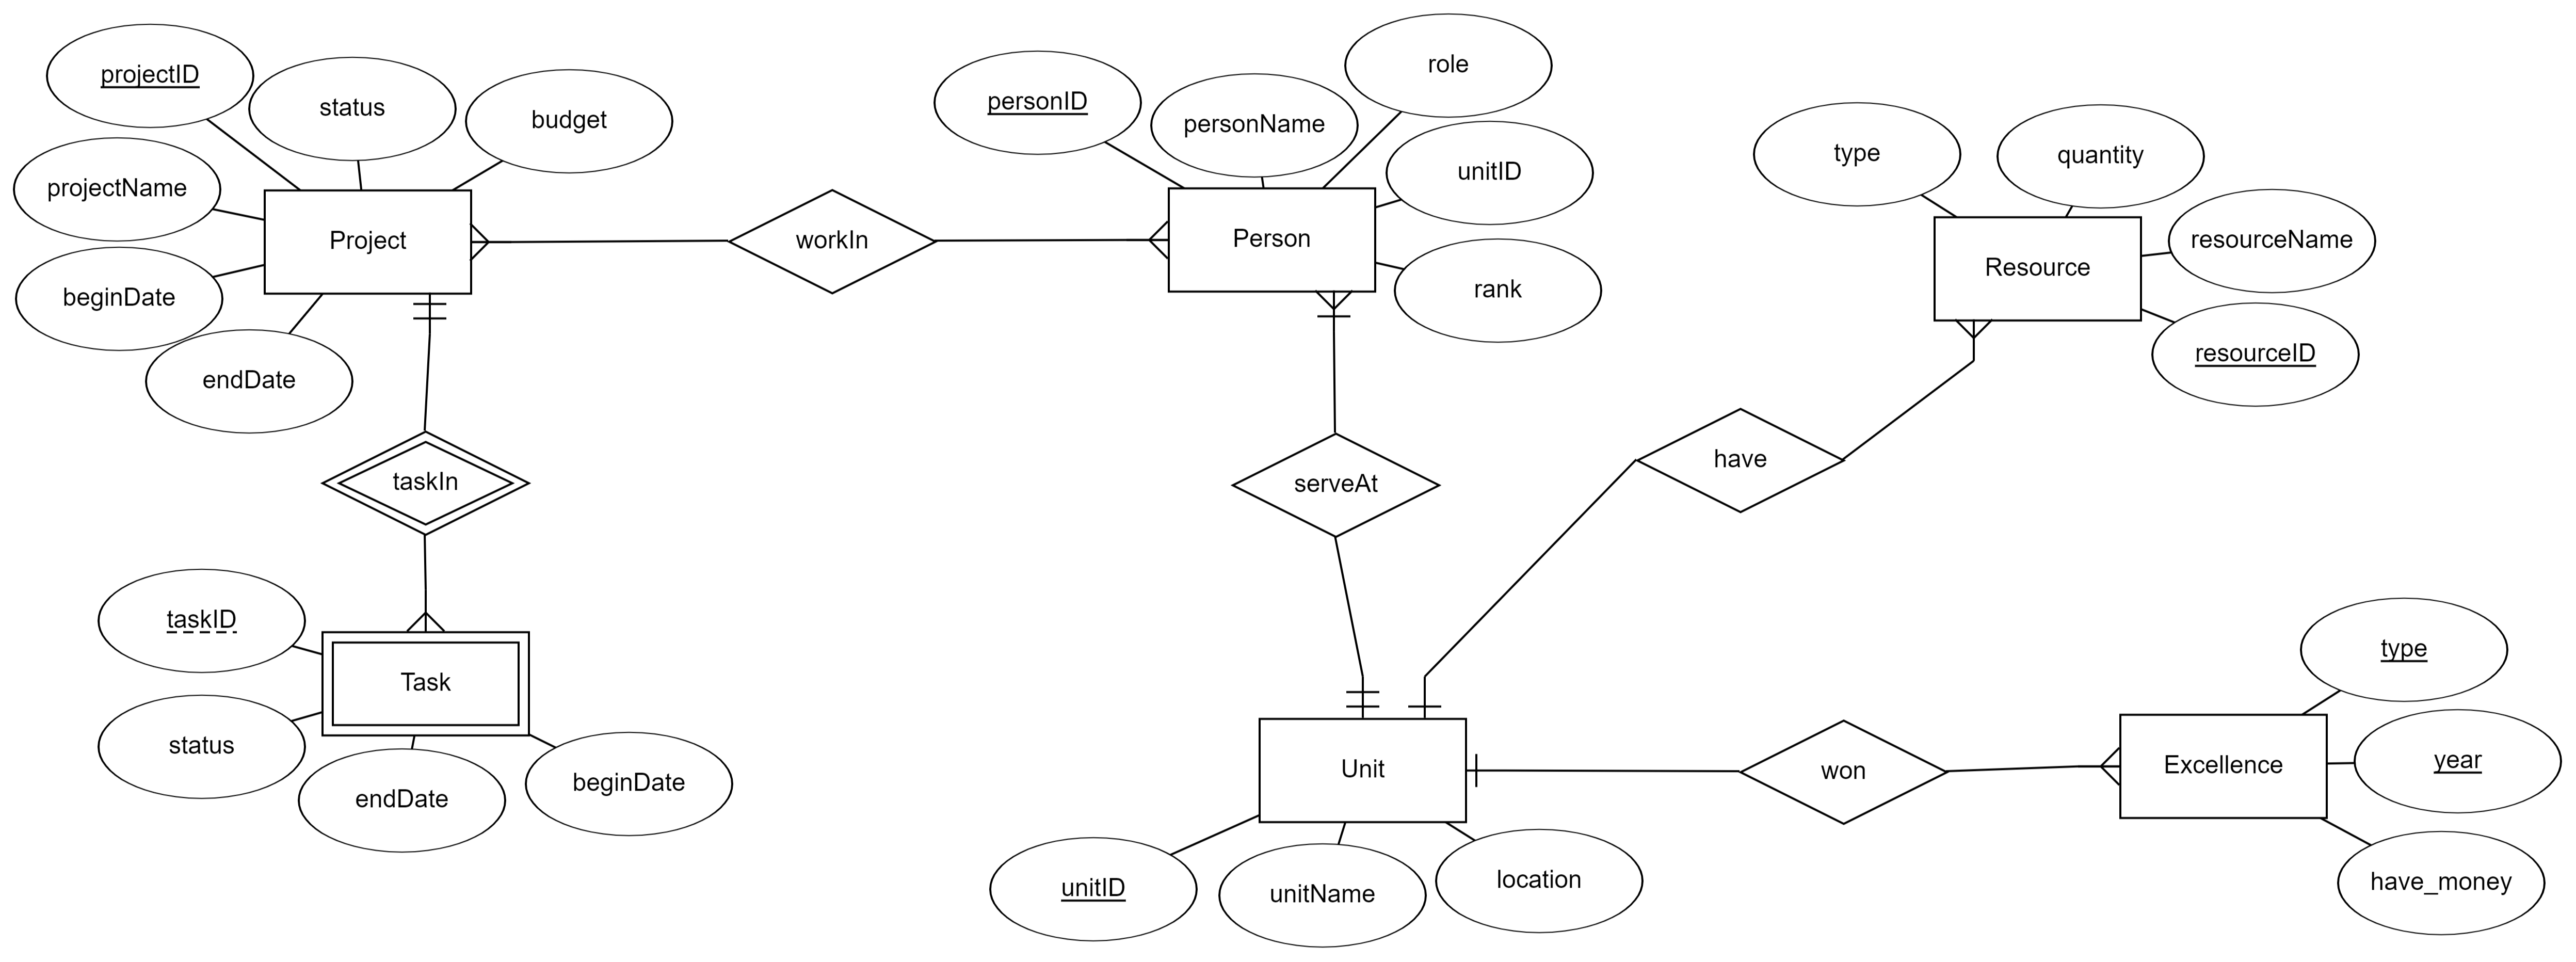 projectID
status
budget
projectName
Project
beginDate
endDate
workIn
personID
personName
role
unitID
Person
rank
type
quantity
resourceName
Resource
resourceID
taskIn
serveAt
have
taskID
Task
status
endDate
beginDate
Unit
unitID
unitName
location
won
type
Excellence
year
have_money